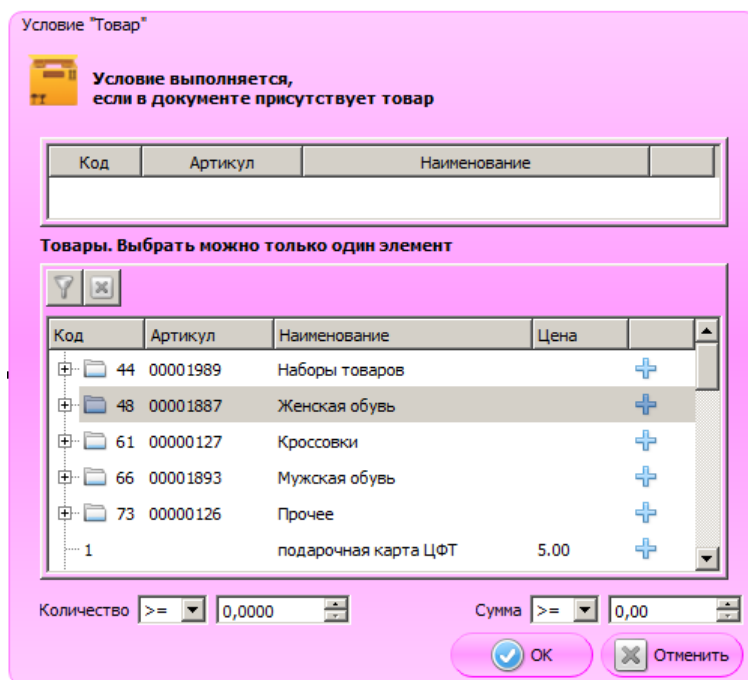 Условие "Товар"
Условие выполняется,
если в документе присутствует товар
Код Артикул Наименование
Товары. Выбрать можно только один элемент
Код Артикул Наименование Цена
44 00001989 Наборы товаров
48 00001887 Женская обувь
61 00000127 Кроссовки
66 00001893 Мужская обувь
73 00000126 Прочее
1 подарочная карта ЦФТ 5.00
Количество >= 0,0000 Сумма >= 0,00
OK Отменить